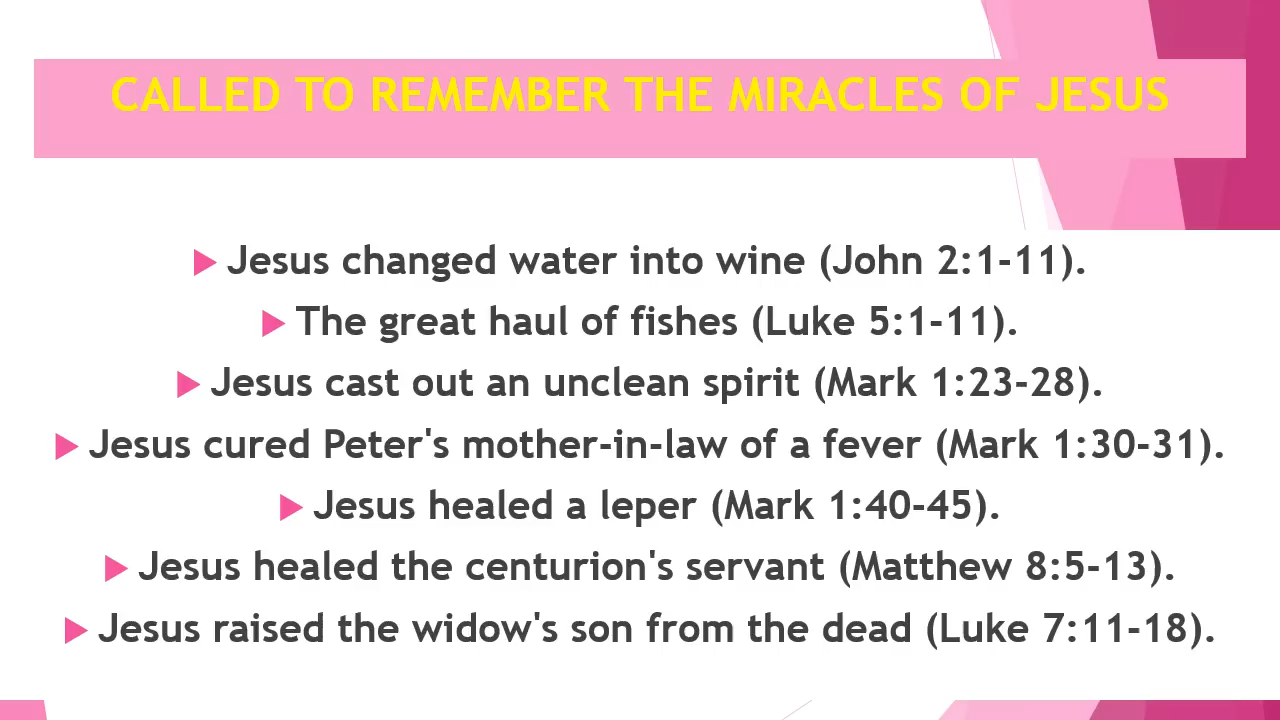 CALLED TO REMEMBER THE MIRACLES OF JESUS
Jesus changed water into wine (John 2:1-11).
The great haul of fishes (Luke 5:1-11).
Jesus cast out an unclean spirit (Mark 1:23-28).
Jesus cured Peter's mother-in-law of a fever (Mark 1:30-31).
Jesus healed a leper (Mark 1:40-45).
Jesus healed the centurion's servant (Matthew 8:5-13).
Jesus raised the widow's son from the dead (Luke 7:11-18).